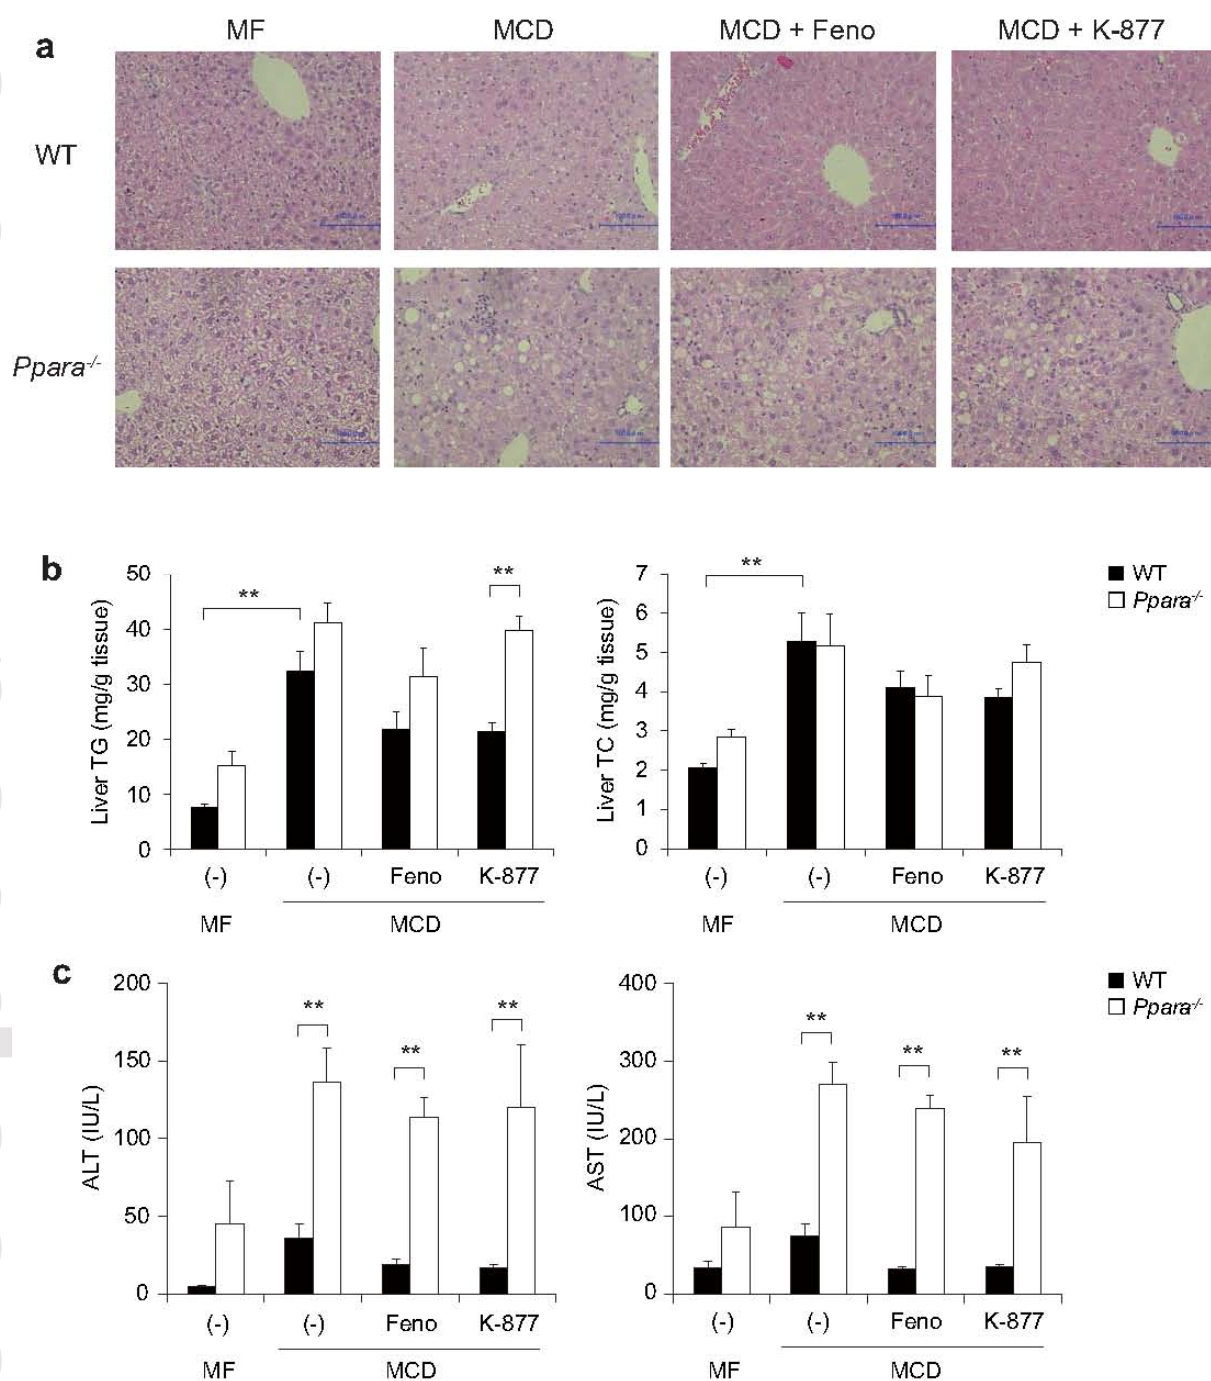 a
MF MCD MCD + Feno MCD + K-877
WT
Ppara-/-
b
50
40
30
20
10
0
Liver TG (mg/g tissue)
**
**
(-) (-) Feno K-877
MF MCD
7
6
5
4
3
2
1
0
Liver TC (mg/g tissue)
**
(-) (-) Feno K-877
MF MCD
WT
Ppara-/-
c
200
150
100
50
0
ALT (IU/L)
** ** **
(-) (-) Feno K-877
MF MCD
400
300
200
100
0
AST (IU/L)
** ** **
(-) (-) Feno K-877
MF MCD
WT
Ppara-/-